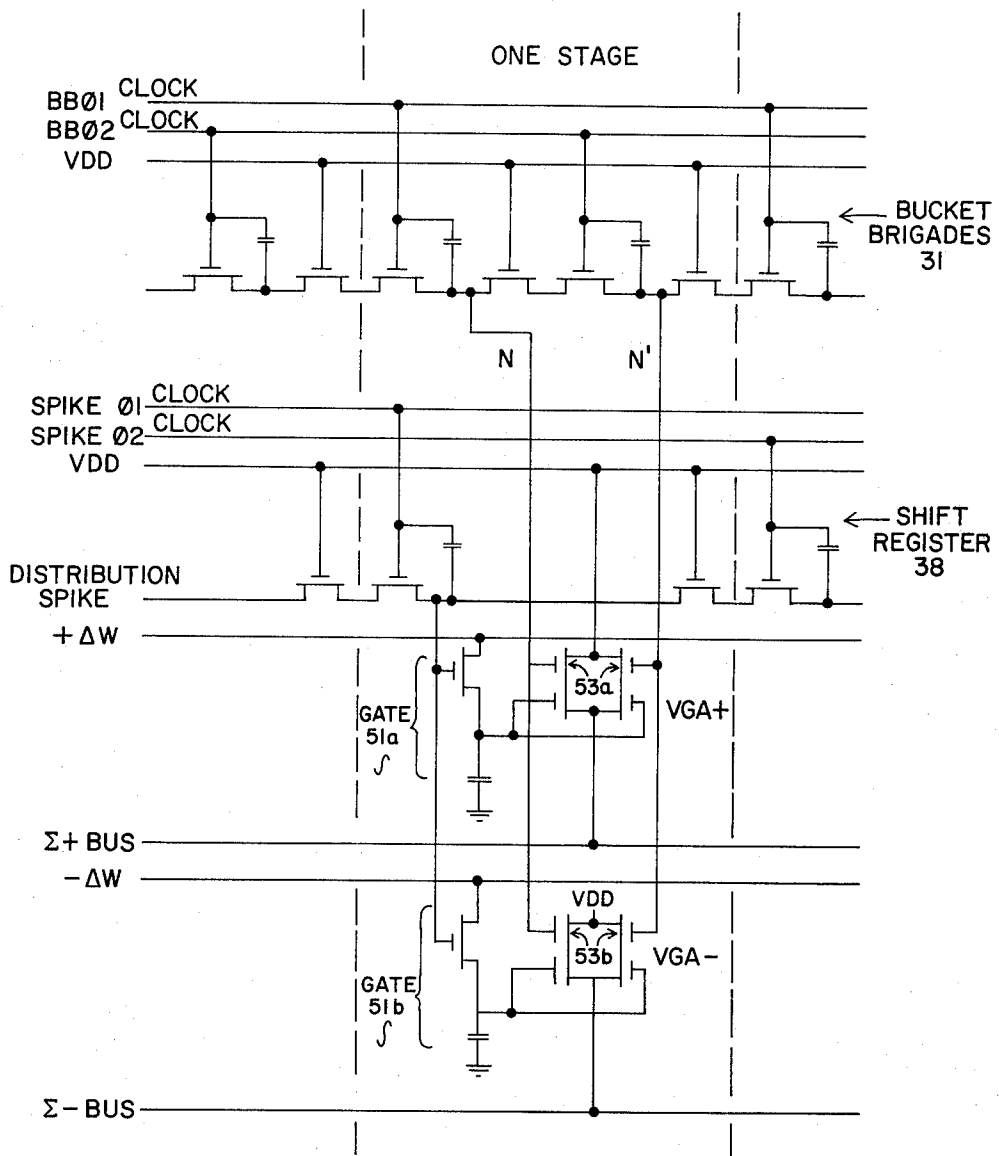 ONE STAGE
BBØ1 CLOCK
BBØ2 CLOCK
VDD
BUCKET
BRIGADES
31
N
N'
SPIKE Ø1 CLOCK
SPIKE Ø2 CLOCK
VDD
SHIFT
REGISTER
38
DISTRIBUTION
SPIKE
+ΔW
53a
GATE
51a
∫
VGA+
Σ+ BUS
-ΔW
VDD
53b
VGA-
GATE
51b
∫
Σ- BUS